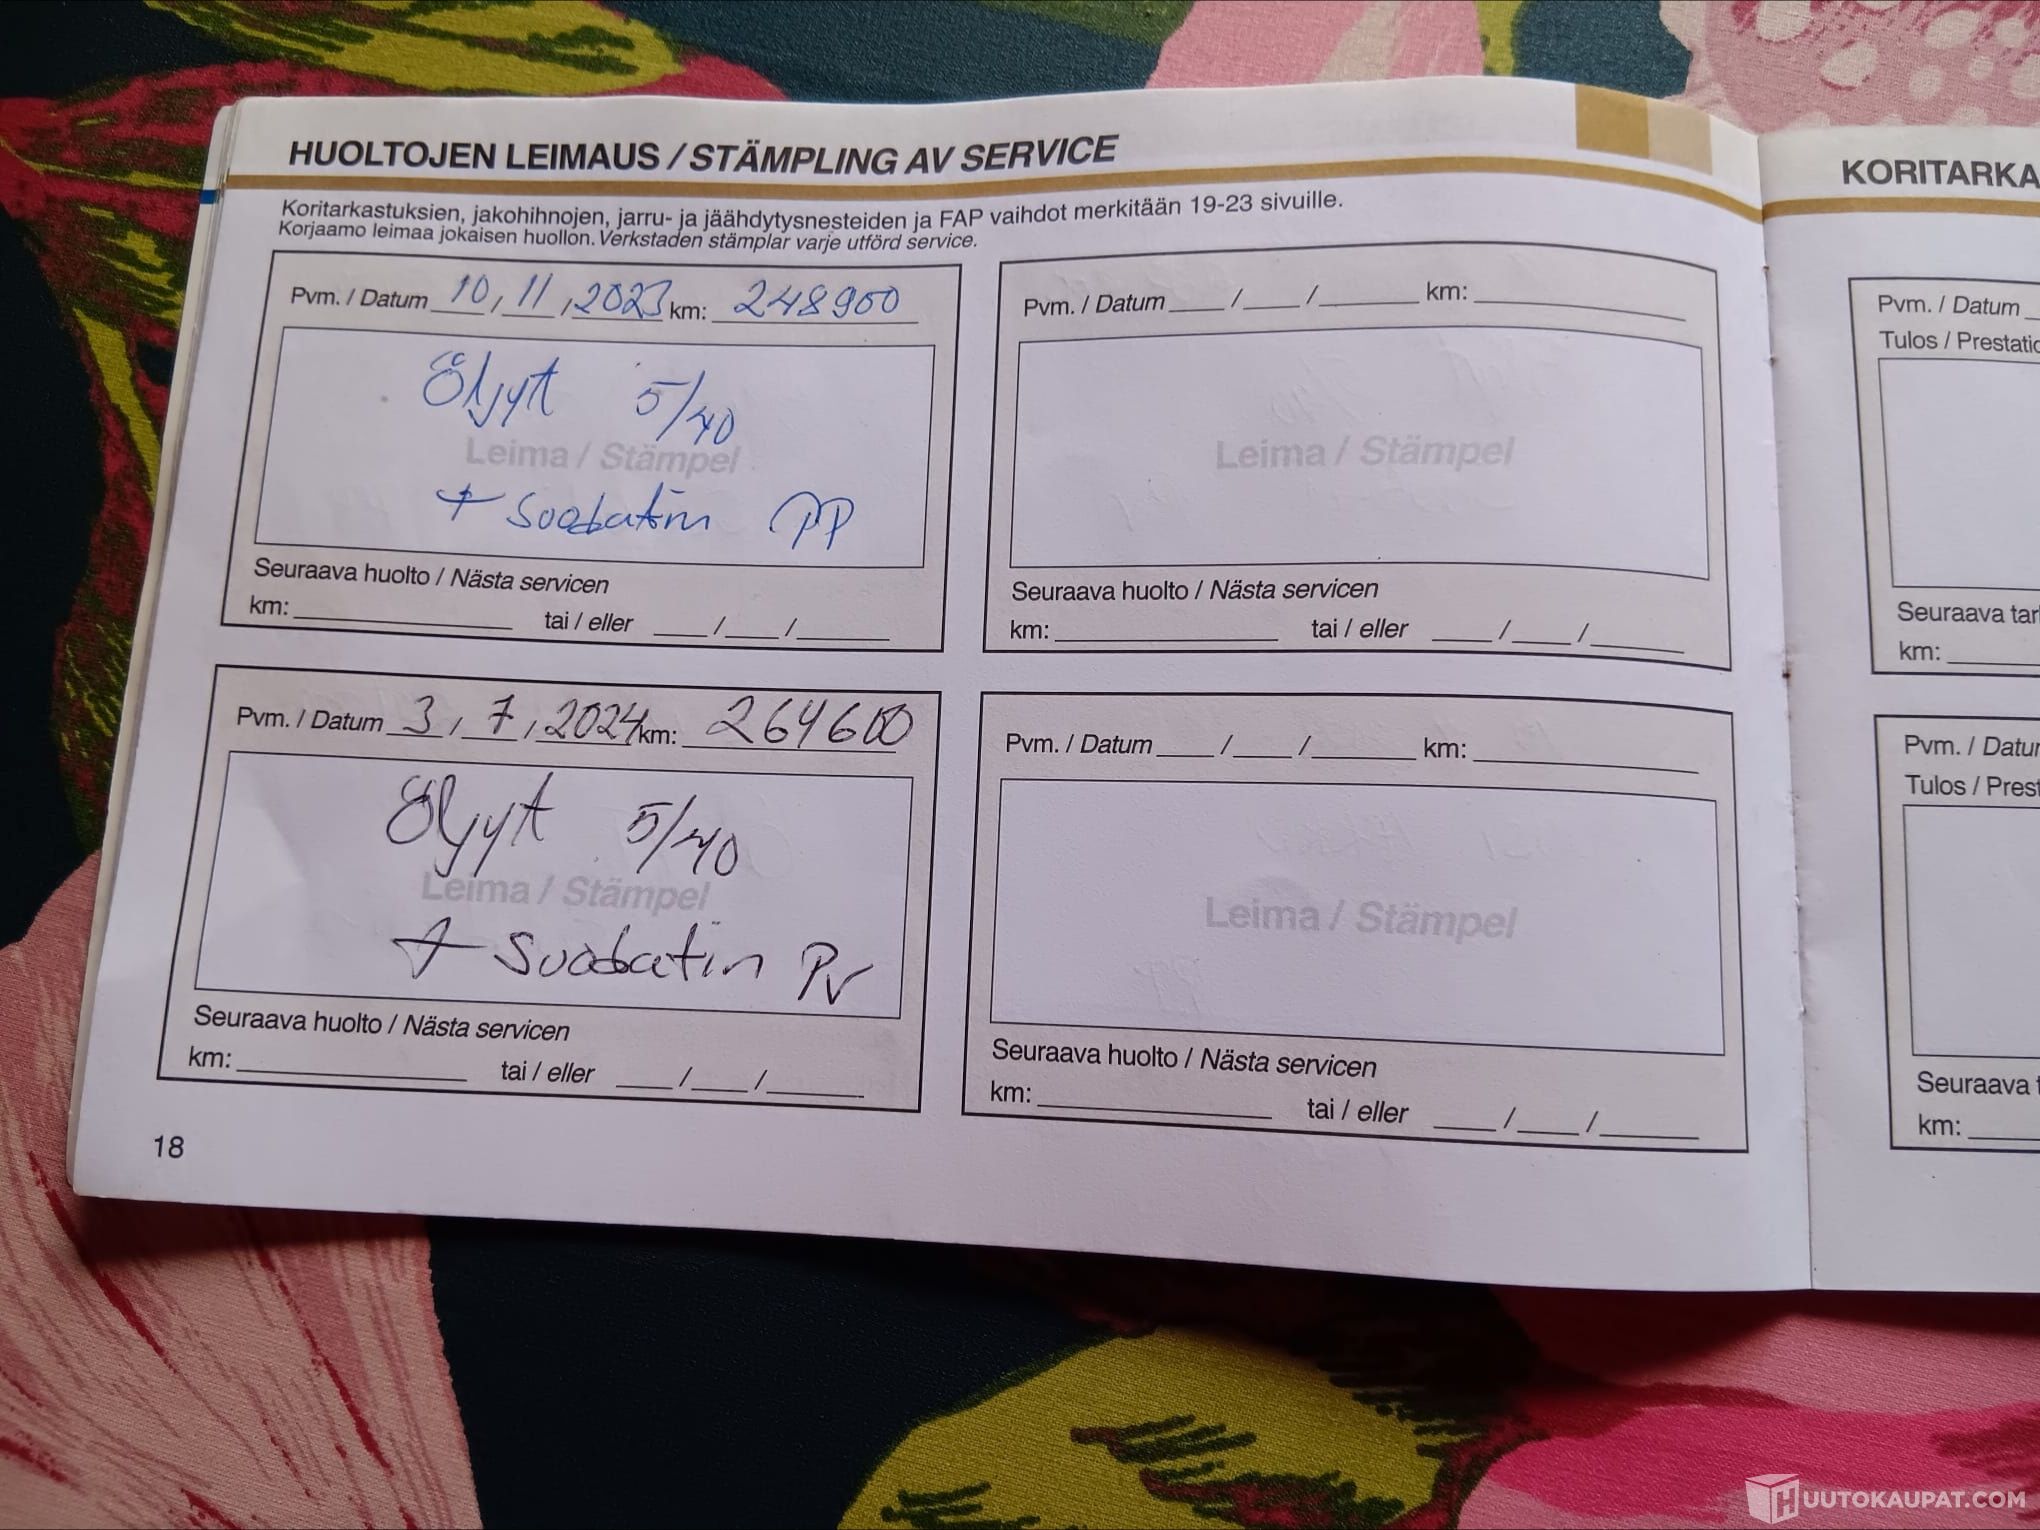 HUOLTOJEN LEIMAUS / STÄMPLING AV SERVICE
Koritarkastuksien, jakohihnojen, jarru- ja jäähdytysnesteiden ja FAP vaihdot merkitään 19-23 sivuille.
Korjaamo leimaa jokaisen huollon. Verkstaden stämplar varje utförd service.
Pvm. / Datum 10, 11, 2023 km: 248900
Öljyt 5/40
Leima / Stämpel
+ Suodatin PP
Seuraava huolto / Nästa servicen
km: tai / eller / /
Pvm. / Datum / / km:
Leima / Stämpel
Seuraava huolto / Nästa servicen
km: tai / eller / /
Pvm. / Datum 3, 7, 2024 km: 264600
Öljyt 5/40
Leima / Stämpel
+ Suodatin
Seuraava huolto / Nästa servicen
km: tai / eller / /
Pvm. / Datum / / km:
Leima / Stämpel
Seuraava huolto / Nästa servicen
km: tai / eller / /
18
KORITARKA
Pvm. / Datum
Tulos / Prestatio
Seuraava tar
km:
Pvm. / Datu
Tulos / Prest
Seuraava t
km:
HUUTOKAUPAT.COM